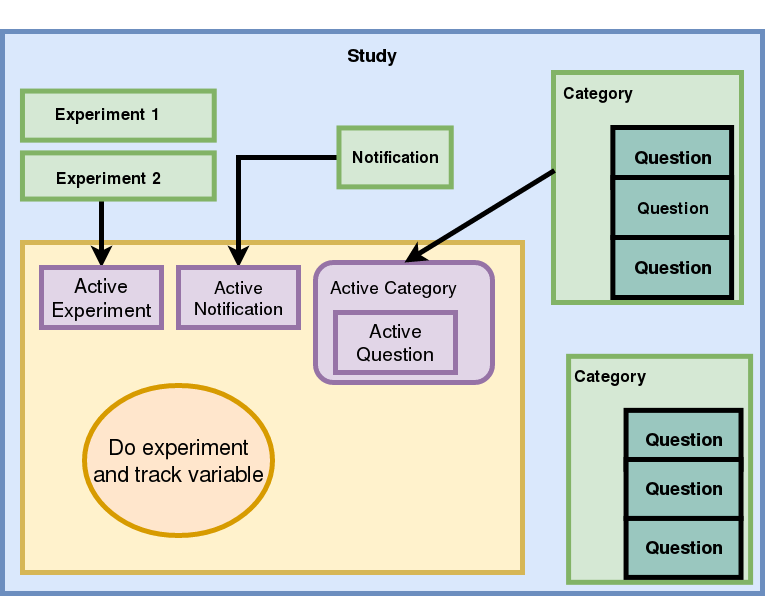 Study
Experiment 1
Experiment 2
Notification
Category
Question
Question
Question
Active
Experiment
Active
Notification
Active Category
Active
Question
Do experiment
and track variable
Category
Question
Question
Question